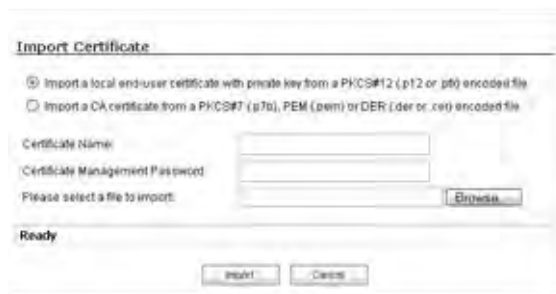 Import Certificate
Import a local end-user certificate with private key from a PKCS#12 (.p12 or .pfx) encoded file
Import a CA certificate from a PKCS#7 (.p7b), PEM (.pem) or DER (.der or .cer) encoded file
Certificate Name:
Certificate Management Password
Please select a file to import:
Browse...
Ready
Import Cancel